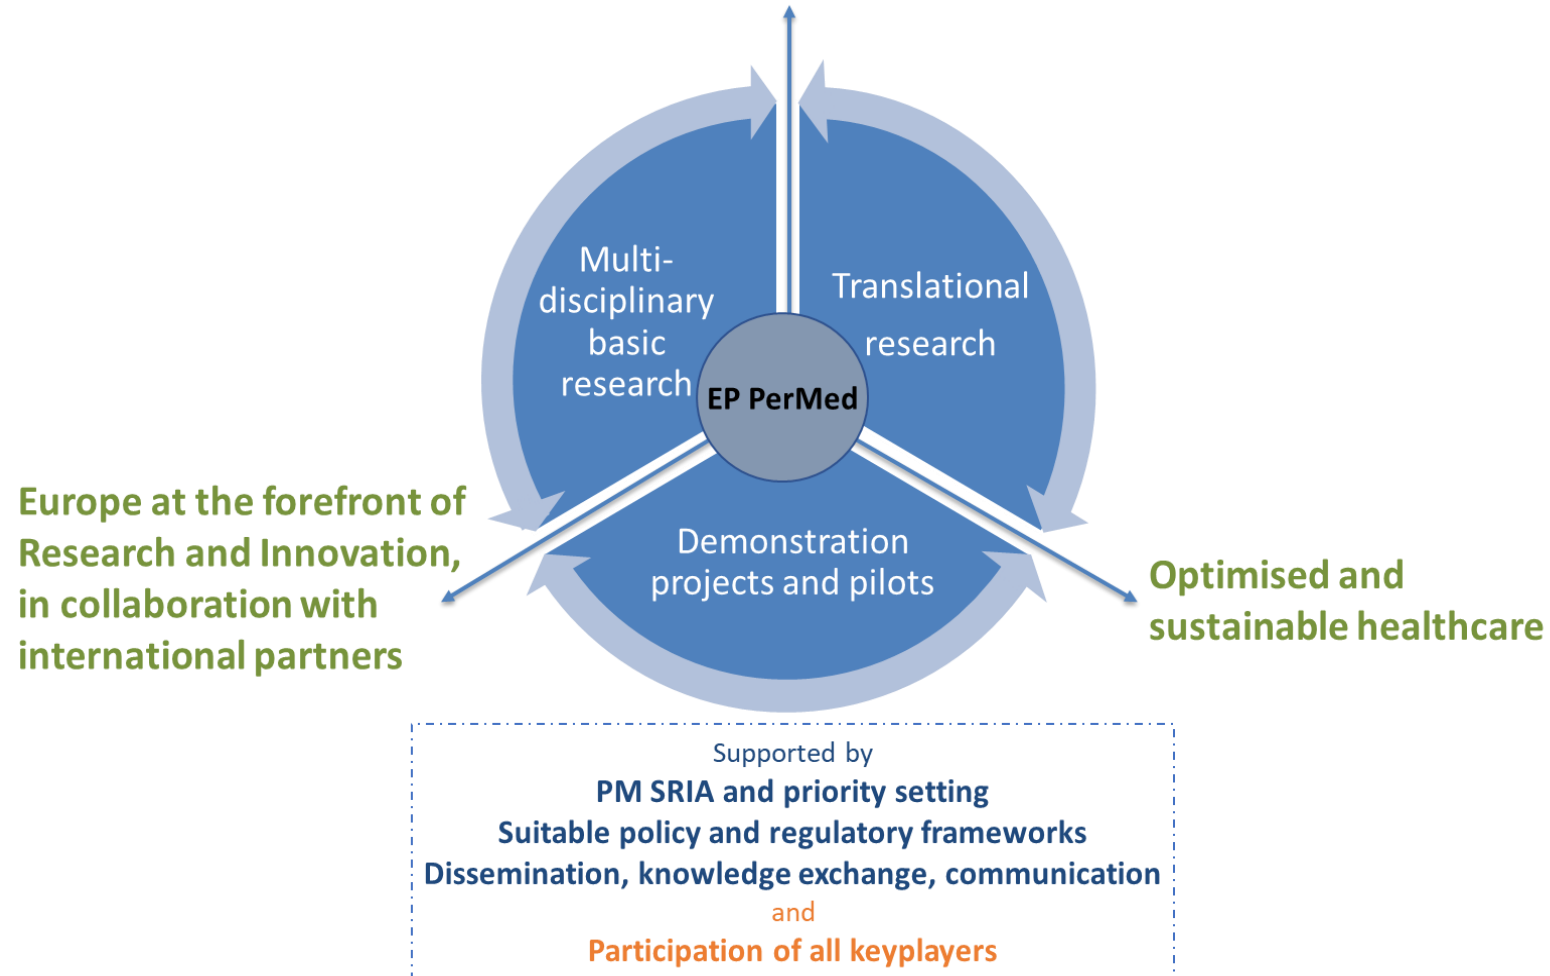 Multi-
disciplinary
basic
research
Translational
research
EP PerMed
Demonstration
projects and pilots
Europe at the forefront of
Research and Innovation,
in collaboration with
international partners
Optimised and
sustainable healthcare
Supported by
PM SRIA and priority setting
Suitable policy and regulatory frameworks
Dissemination, knowledge exchange, communication
and
Participation of all keyplayers